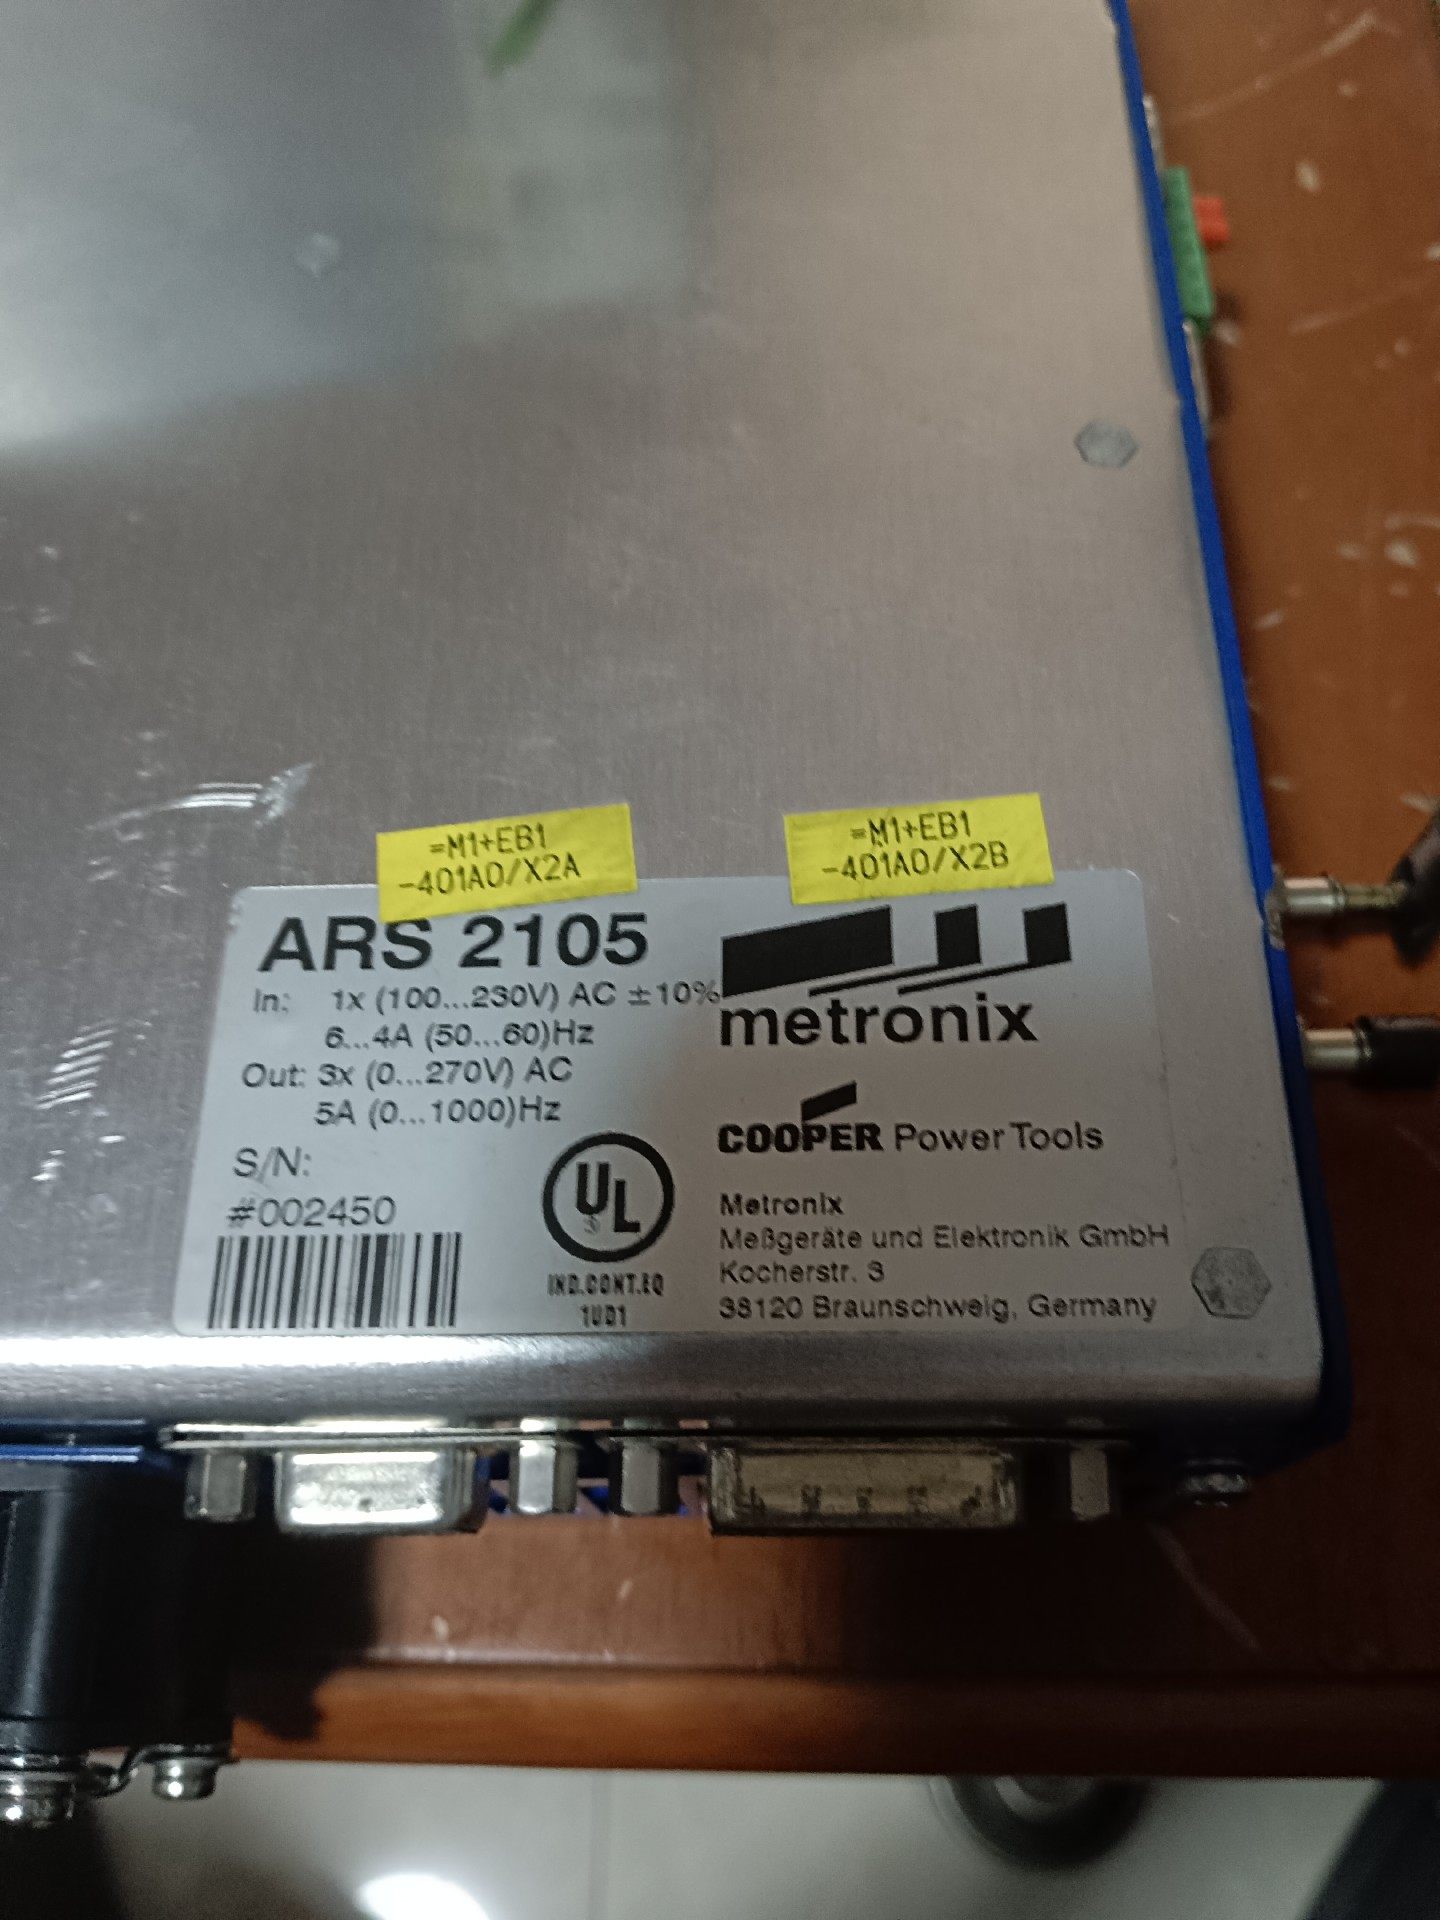 =M1+EB1
-401A0/X2A
=M1+EB1
-401A0/X2B
ARS 2105
In: 1x (100...230V) AC ±10%
6...4A (50...60)Hz
Out: 3x (0...270V) AC
5A (0...1000)Hz
S/N:
#002450
UL
IND.CONT.EQ
1UD1
metronix
COOPER Power Tools
Metronix
Meßgeräte und Elektronik GmbH
Kocherstr. 3
38120 Braunschweig, Germany